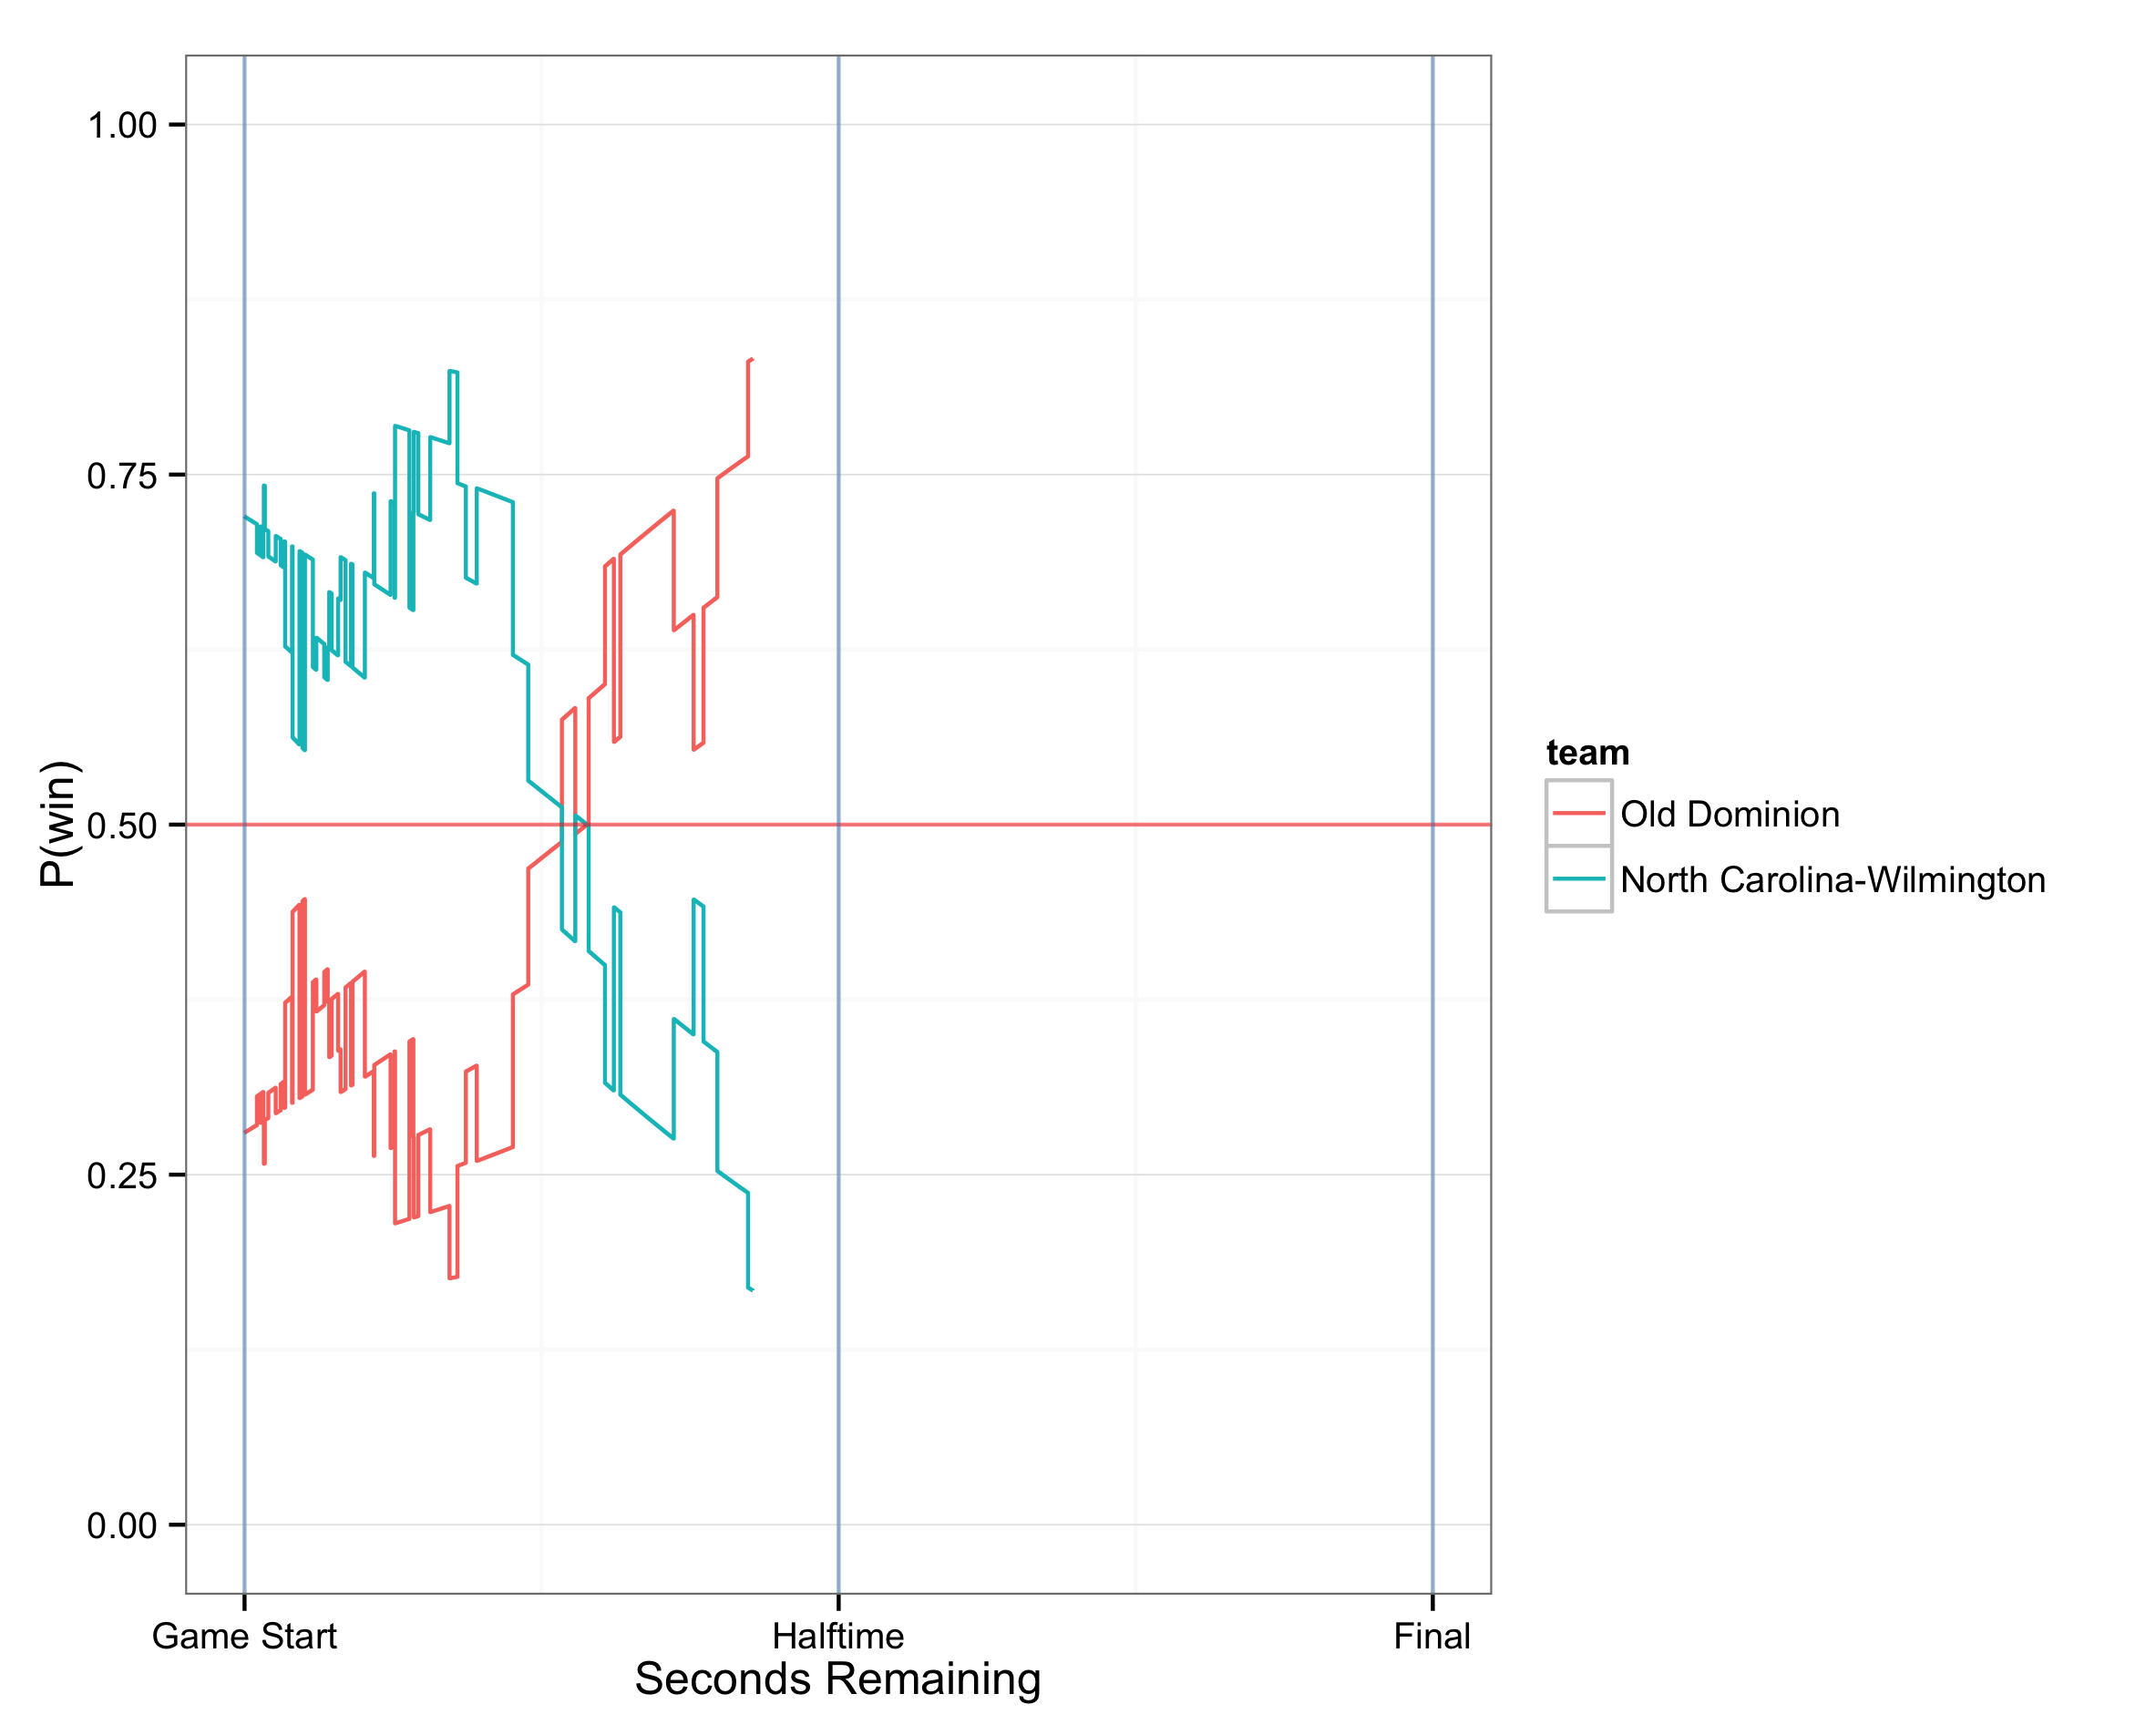 P(win)
1.00
0.75
0.50
0.25
0.00
Game Start
Halftime
Final
Seconds Remaining
team
Old Dominion
North Carolina-Wilmington